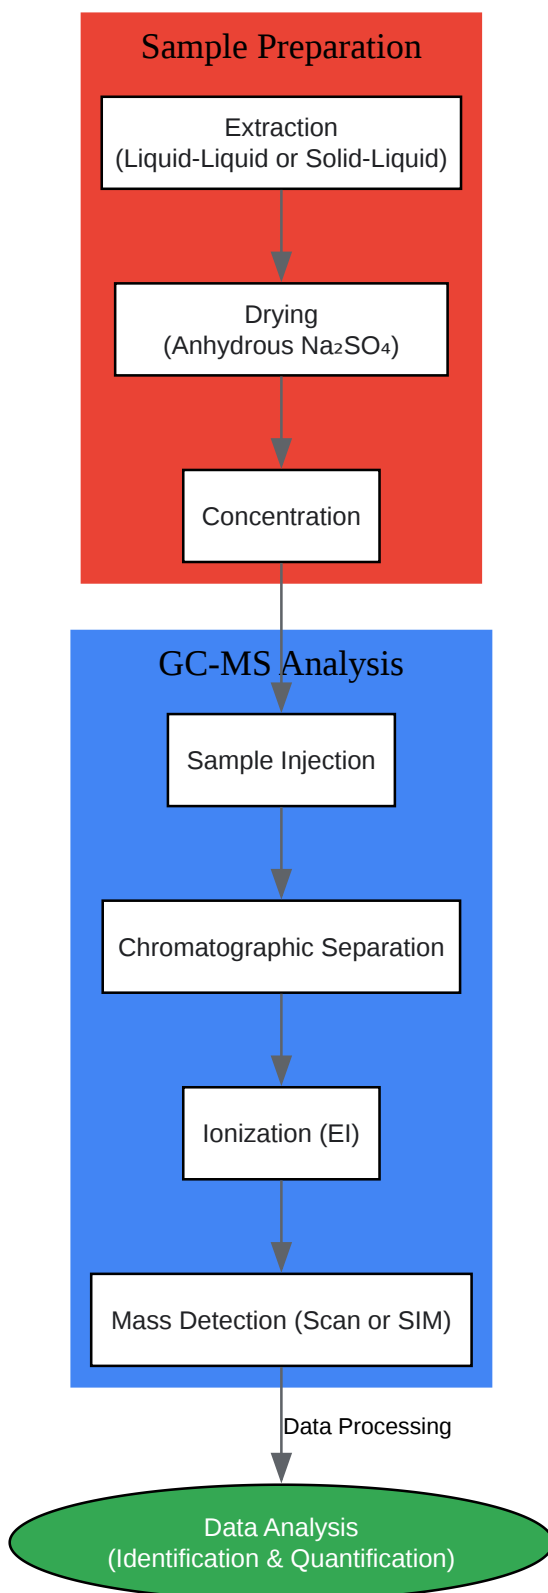 Sample Preparation
Extraction
(Liquid-Liquid or Solid-Liquid)
Drying
(Anhydrous Na₂SO₄)
Concentration
GC-MS Analysis
Sample Injection
Chromatographic Separation
Ionization (EI)
Mass Detection (Scan or SIM)
Data Processing
Data Analysis
(Identification & Quantification)